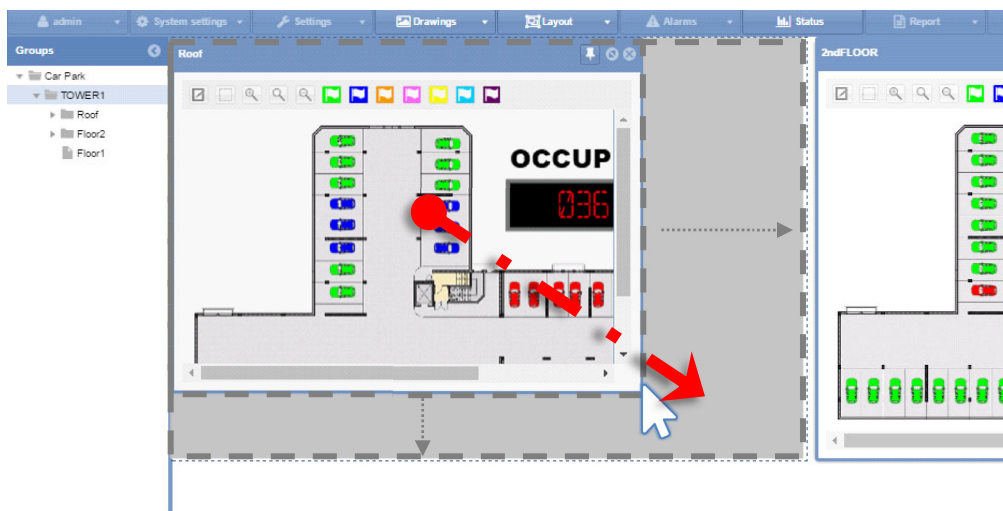 admin System settings Settings Drawings Layout Alarms Status Report
Groups
Car Park
TOWER1
Roof
Floor2
Floor1
Roof
OCCUP
036
2ndFLOOR